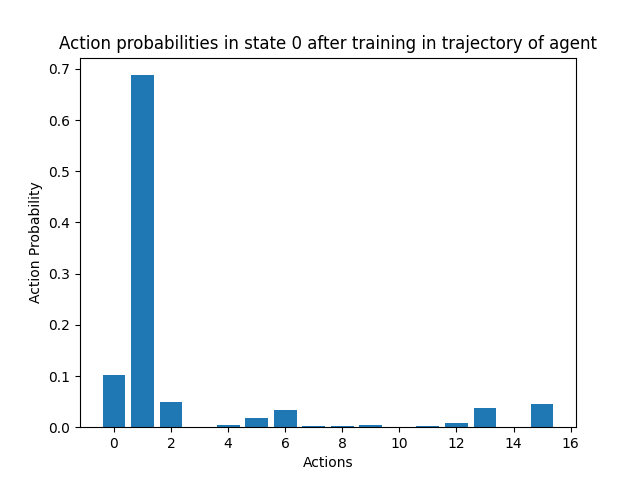 Action probabilities in state 0 after training in trajectory of agent
0.7
0.6
0.5
0.4
0.3
0.2
0.1
0.0
Action Probability
0 2 4 6 8 10 12 14 16
Actions